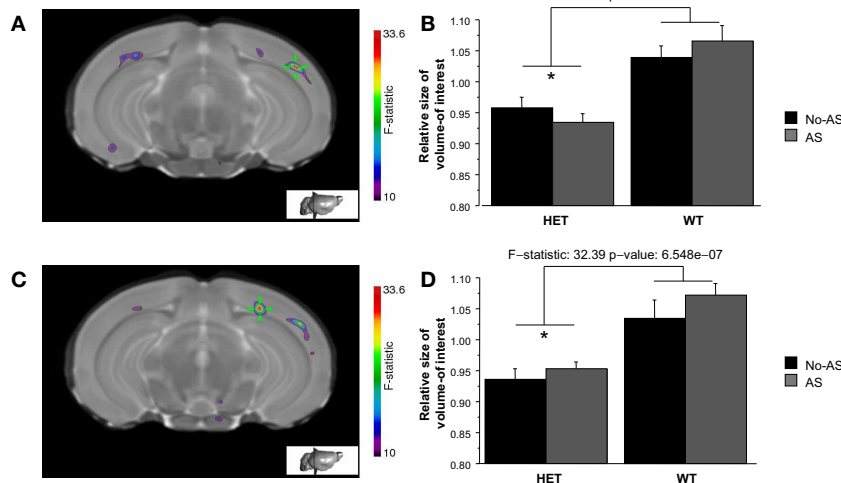 A
33.6
F-statistic
10
B
1.10
1.05
1.00
0.95
0.90
0.85
0.80
Relative size of
volume-of interest
*
HET
WT
No-AS
AS
C
33.6
F-statistic
10
D
F-statistic: 32.39 p-value: 6.548e-07
1.10
1.05
1.00
0.95
0.90
0.85
0.80
Relative size of
volume-of interest
*
HET
WT
No-AS
AS